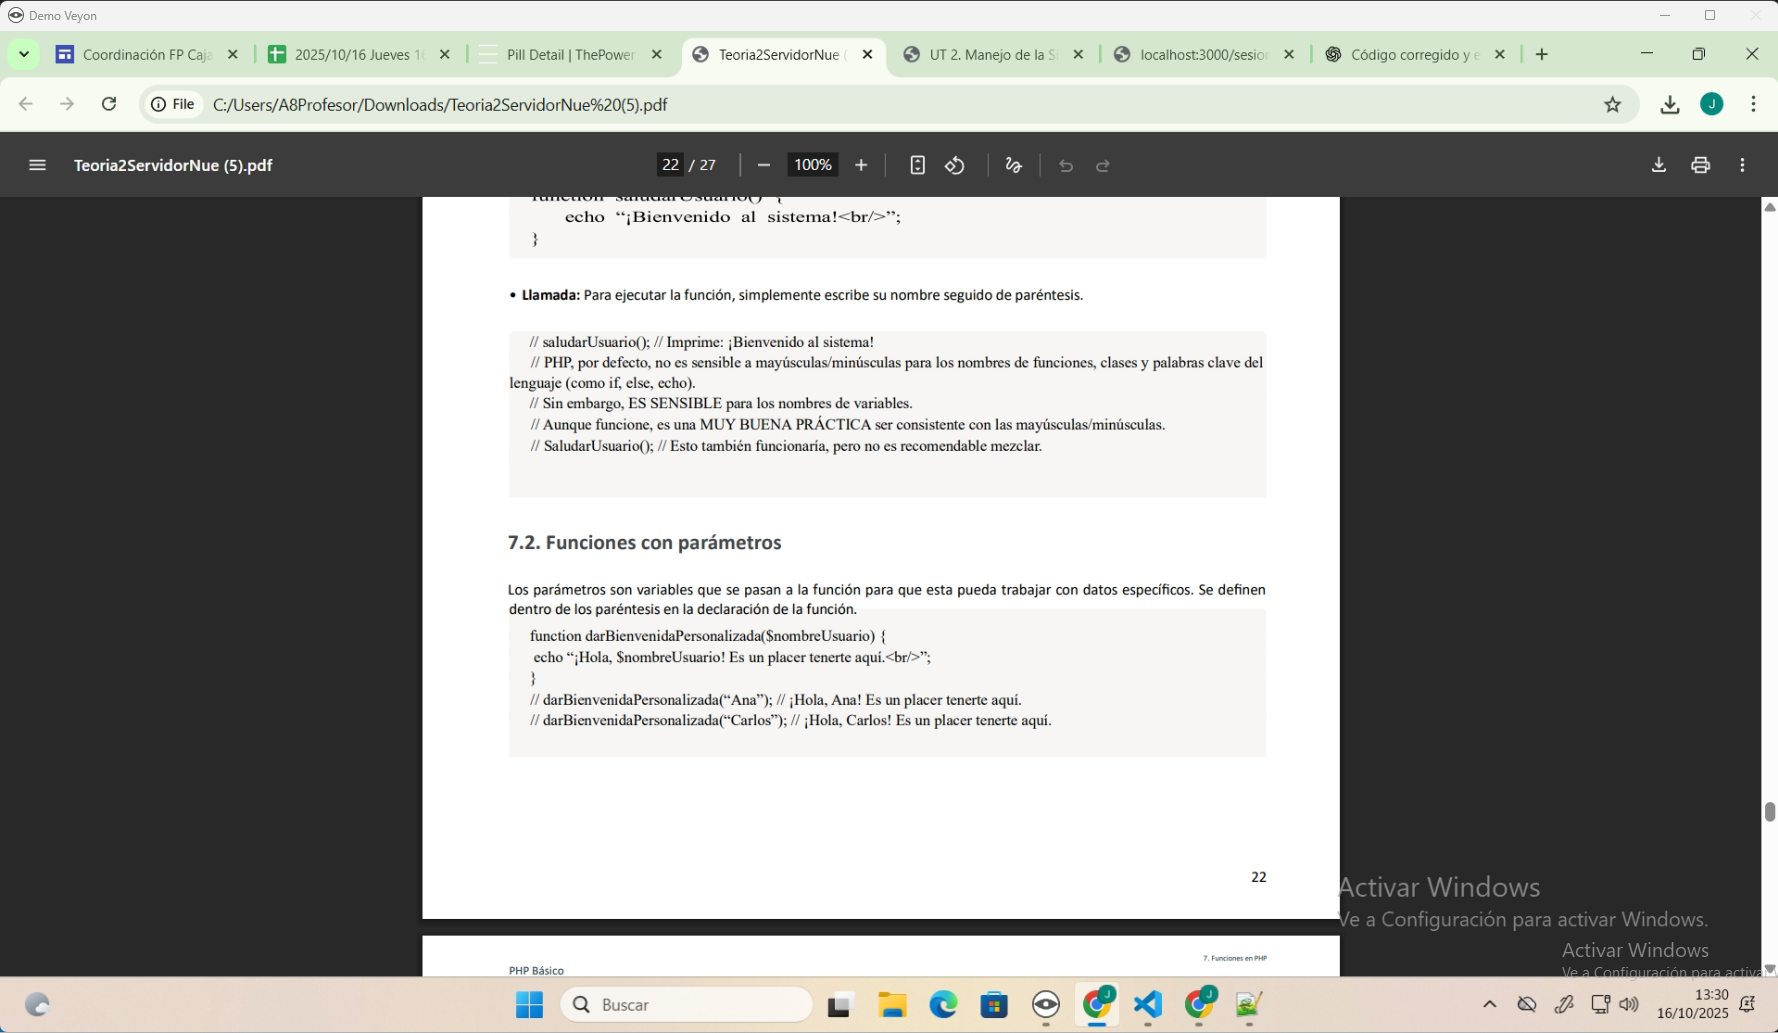 Demo Veyon
Coordinación FP Caja
2025/10/16 Jueves 16
Pill Detail | ThePower
Teoria2ServidorNue (
UT 2. Manejo de la S
localhost:3000/sesion
Código corregido y e
File
C:/Users/A8Profesor/Downloads/Teoria2ServidorNue%20(5).pdf
J
Teoria2ServidorNue (5).pdf
22 / 27
100%
function saludarUsuario() {
echo “¡Bienvenido al sistema!<br/>”;
}
• Llamada: Para ejecutar la función, simplemente escribe su nombre seguido de paréntesis.
// saludarUsuario(); // Imprime: ¡Bienvenido al sistema!
// PHP, por defecto, no es sensible a mayúsculas/minúsculas para los nombres de funciones, clases y palabras clave del
lenguaje (como if, else, echo).
// Sin embargo, ES SENSIBLE para los nombres de variables.
// Aunque funcione, es una MUY BUENA PRÁCTICA ser consistente con las mayúsculas/minúsculas.
// SaludarUsuario(); // Esto también funcionaría, pero no es recomendable mezclar.
7.2. Funciones con parámetros
Los parámetros son variables que se pasan a la función para que esta pueda trabajar con datos específicos. Se definen
dentro de los paréntesis en la declaración de la función.
function darBienvenidaPersonalizada($nombreUsuario) {
echo “¡Hola, $nombreUsuario! Es un placer tenerte aquí.<br/>”;
}
// darBienvenidaPersonalizada(“Ana”); // ¡Hola, Ana! Es un placer tenerte aquí.
// darBienvenidaPersonalizada(“Carlos”); // ¡Hola, Carlos! Es un placer tenerte aquí.
22
Activar Windows
Ve a Configuración para activar Windows.
Activar Windows
Ve a Configuración para activar
7. Funciones en PHP
PHP Básico
Buscar
J
J
13:30
16/10/2025